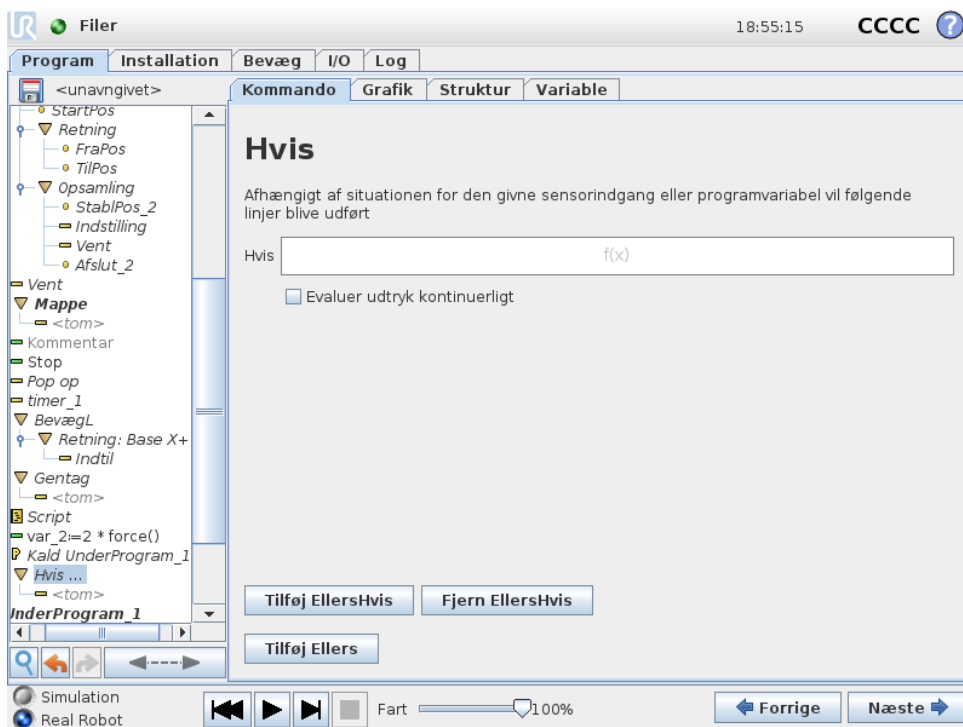 UR Filer 18:55:15 CCCC ?
Program Installation Bevæg I/O Log
<unavngivet>
Kommando Grafik Struktur Variable
StartPos
Retning
FraPos
TilPos
Opsamling
StablPos_2
Indstilling
Vent
Afslut_2
Vent
Mappe
<tom>
Kommentar
Stop
Pop op
timer_1
BevægL
Retning: Base X+
Indtil
Gentag
<tom>
Script
var_2:=2 * force()
P Kald UnderProgram_1
Hvis ...
<tom>
UnderProgram_1
Hvis
Afhængigt af situationen for den givne sensorindgang eller programvariabel vil følgende
linjer blive udført
Hvis f(x)
Evaluer udtryk kontinuerligt
Tilføj EllersHvis Fjern EllersHvis
Tilføj Ellers
Simulation
Real Robot
Fart 100%
Forrige Næste